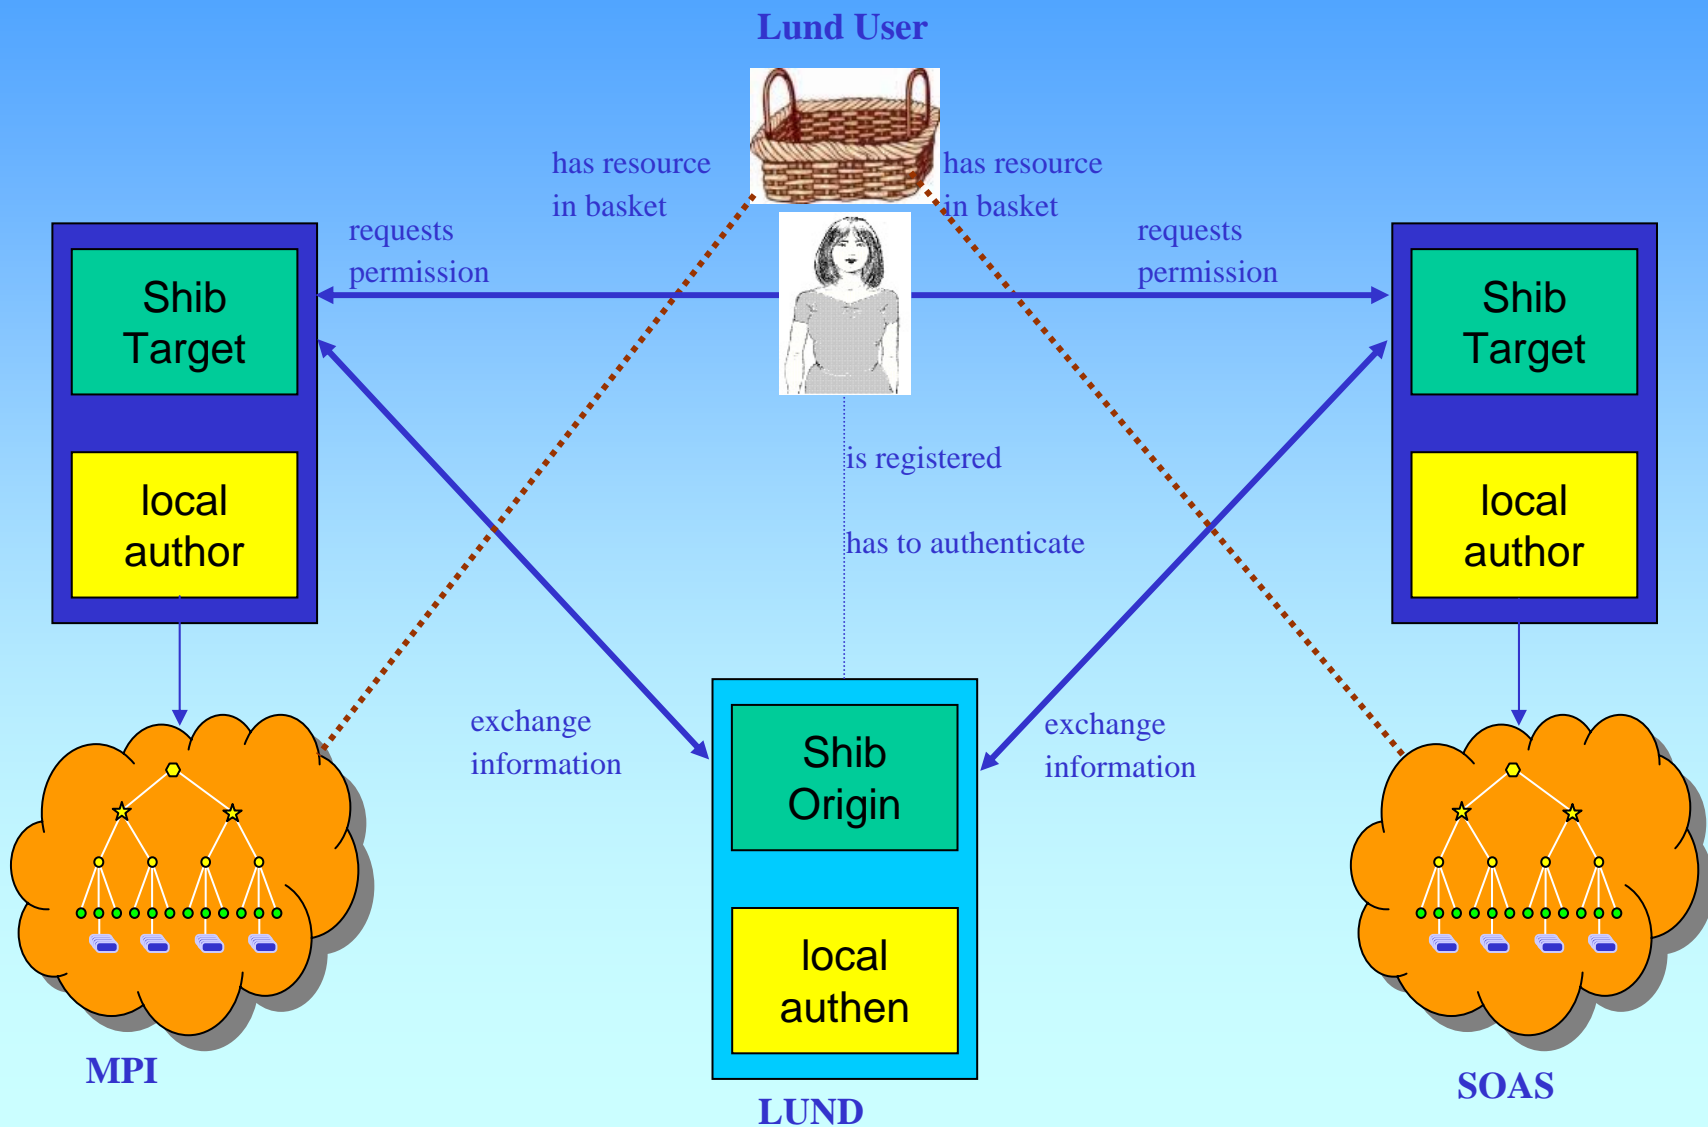 Lund User
has resource
in basket
has resource
in basket
requests
permission
requests
permission
Shib
Target
Shib
Target
is registered
has to authenticate
local
author
local
author
exchange
information
exchange
information
Shib
Origin
local
authen
MPI
SOAS
LUND